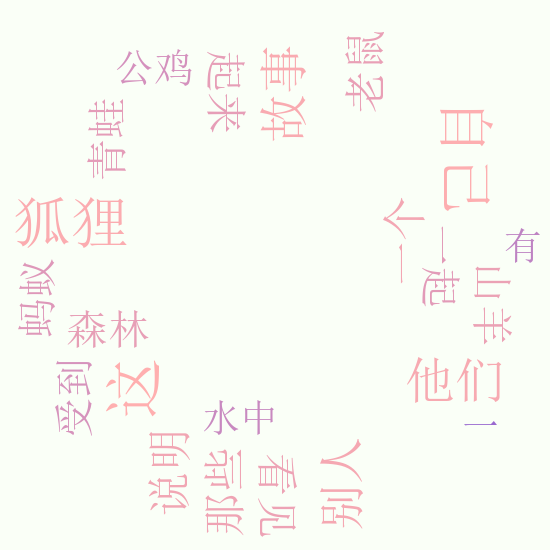 公鸡
起来
故事
老鼠
青蛙
自己
狐狸
一个
有
一起
山羊
蚂蚁
森林
受到
这
他们
水中
一
说明
那些
看见
别人